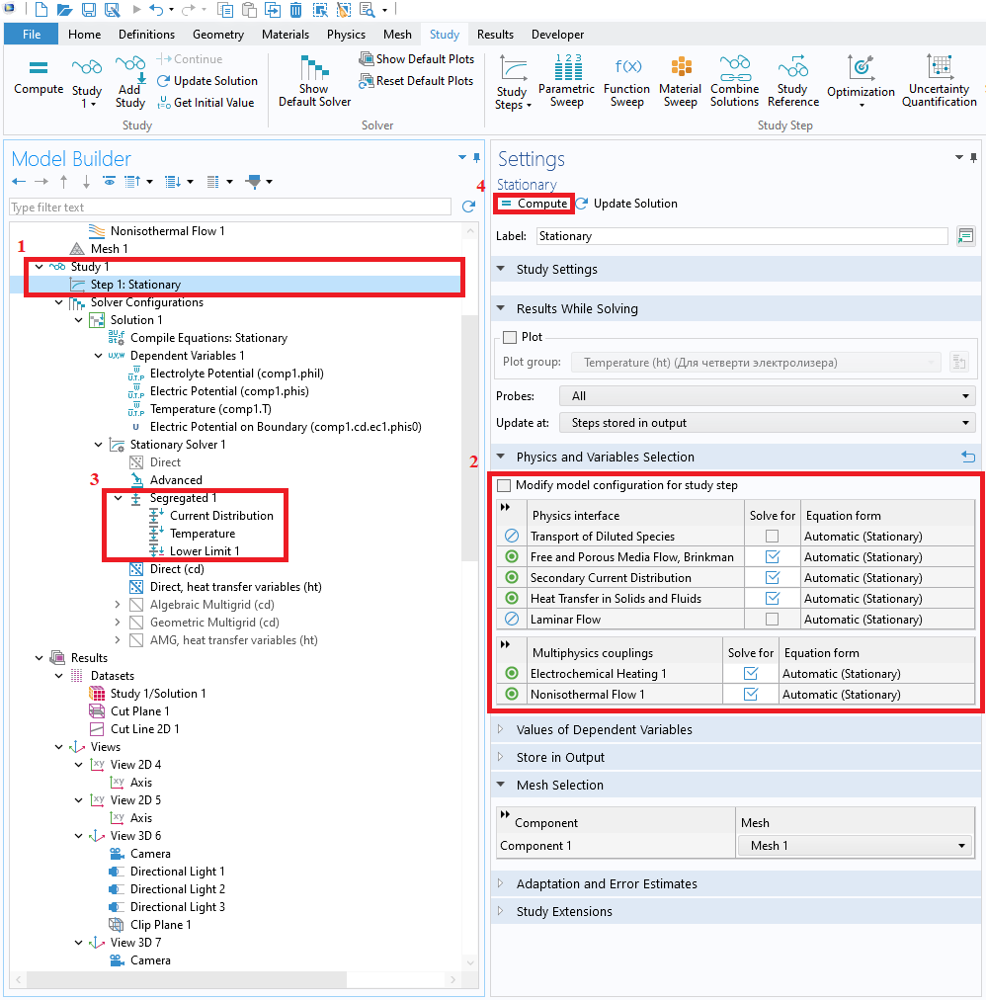 File Home Definitions Geometry Materials Physics Mesh Study Results Developer
Compute
Study 1
Add Study
Continue
Update Solution
Get Initial Value
Study
Show Default Solver
Show Default Plots
Reset Default Plots
Solver
Study Steps
Parametric Sweep
f(x)
Function Sweep
Material Sweep
Combine Solutions
Study Reference
Optimization
Uncertainty Quantification
Study Step
Model Builder
Type filter text
Nonisothermal Flow 1
Mesh 1
1
Study 1
Step 1: Stationary
Solver Configurations
Solution 1
Compile Equations: Stationary
Dependent Variables 1
Electrolyte Potential (comp1.phil)
Electric Potential (comp1.phis)
Temperature (comp1.T)
Electric Potential on Boundary (comp1.cd.ec1.phis0)
Stationary Solver 1
Direct
Advanced
3
Segregated 1
Current Distribution
Temperature
Lower Limit 1
Direct (cd)
Direct, heat transfer variables (ht)
Algebraic Multigrid (cd)
Geometric Multigrid (cd)
AMG, heat transfer variables (ht)
Results
Datasets
Study 1/Solution 1
Cut Plane 1
Cut Line 2D 1
Views
View 2D 4
Axis
View 2D 5
Axis
View 3D 6
Camera
Directional Light 1
Directional Light 2
Directional Light 3
Clip Plane 1
View 3D 7
Camera
Settings
Stationary
4
Compute Update Solution
Label: Stationary
Study Settings
Results While Solving
Plot
Plot group: Temperature (ht) (Для четверти электролизера)
Probes: All
Update at: Steps stored in output
2
Physics and Variables Selection
Modify model configuration for study step
Physics interface Solve for Equation form
Transport of Diluted Species Automatic (Stationary)
Free and Porous Media Flow, Brinkman Automatic (Stationary)
Secondary Current Distribution Automatic (Stationary)
Heat Transfer in Solids and Fluids Automatic (Stationary)
Laminar Flow Automatic (Stationary)
Multiphysics couplings Solve for Equation form
Electrochemical Heating 1 Automatic (Stationary)
Nonisothermal Flow 1 Automatic (Stationary)
Values of Dependent Variables
Store in Output
Mesh Selection
Component Mesh
Component 1 Mesh 1
Adaptation and Error Estimates
Study Extensions